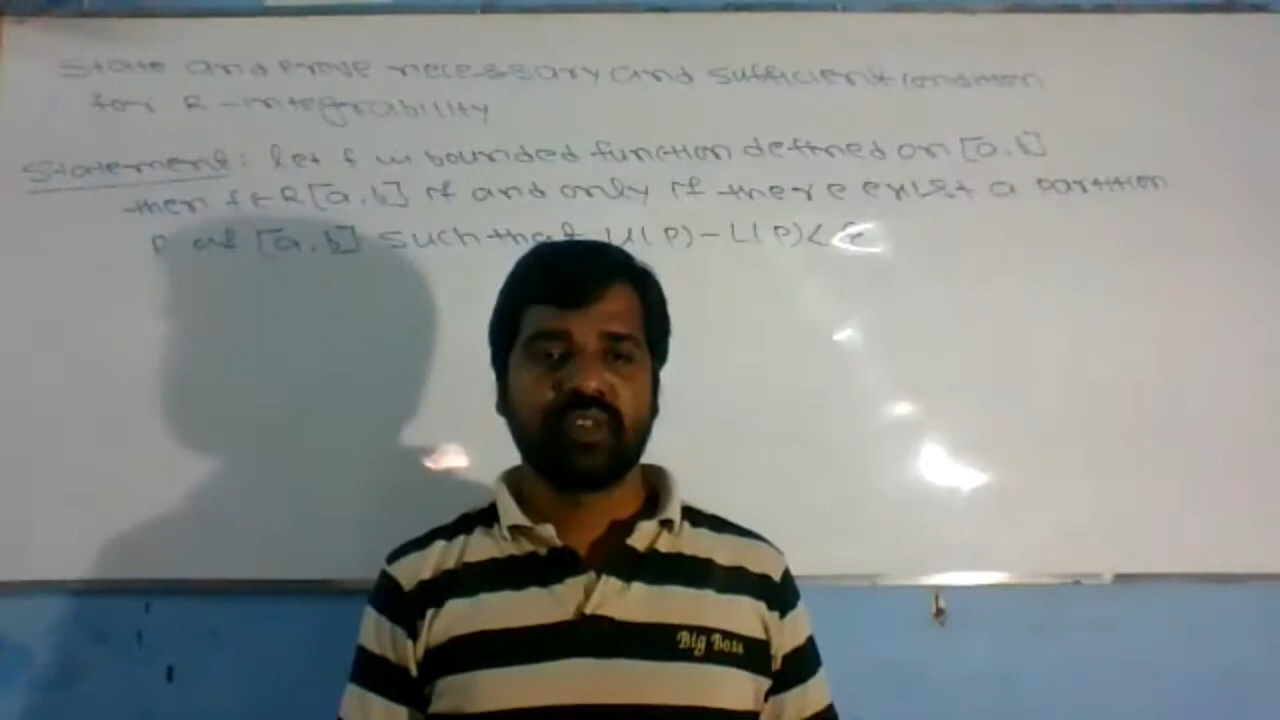 State and prove necessary and sufficient condition
for R-integrability
Statement: let f is bounded function defined on [a,b]
then f ∈ R[a,b] if and only if there exist a partition
P of [a,b] such that U(P)-L(P)<ε
Big Boss